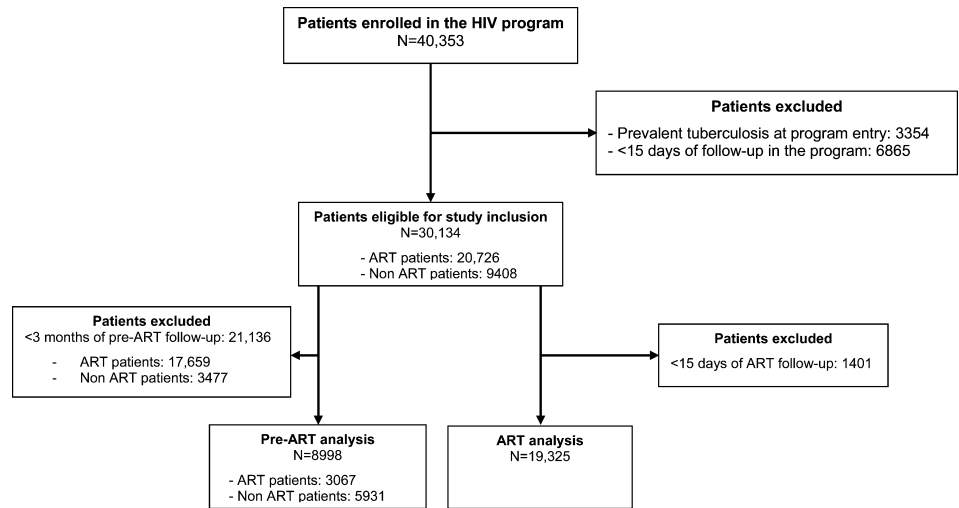 Patients enrolled in the HIV program
N=40,353
Patients excluded
- Prevalent tuberculosis at program entry: 3354
- <15 days of follow-up in the program: 6865
Patients eligible for study inclusion
N=30,134
- ART patients: 20,726
- Non ART patients: 9408
Patients excluded
<3 months of pre-ART follow-up: 21,136
- ART patients: 17,659
- Non ART patients: 3477
Patients excluded
<15 days of ART follow-up: 1401
Pre-ART analysis
N=8998
- ART patients: 3067
- Non ART patients: 5931
ART analysis
N=19,325